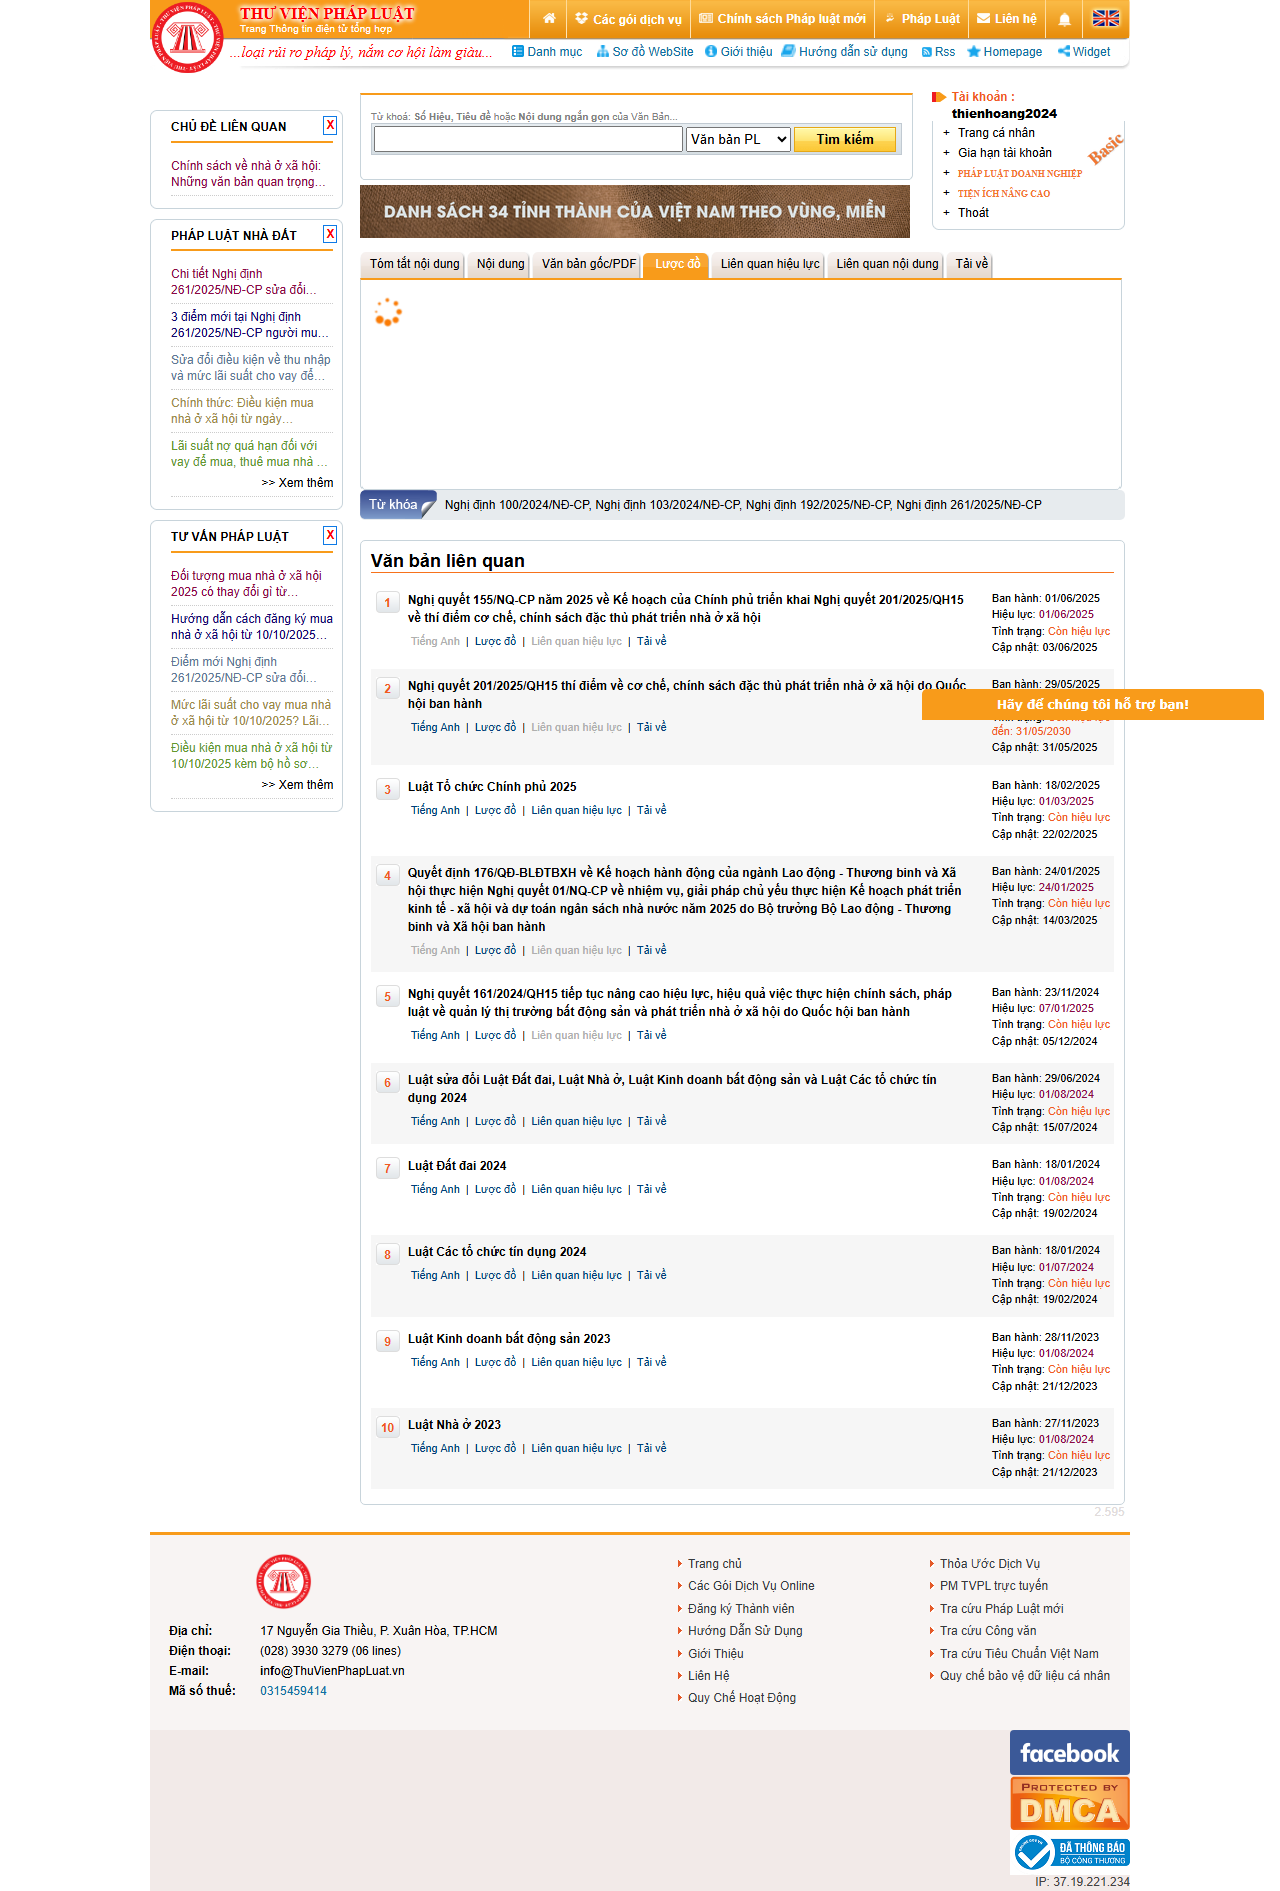 THƯ VIỆN PHÁP LUẬT
Trang Thông tin điện tử tổng hợp
Các gói dịch vụ
Chính sách Pháp luật mới
Pháp Luật
Liên hệ
...loại rủi ro pháp lý, nắm cơ hội làm giàu...
Danh mục
Sơ đồ WebSite
Giới thiệu
Hướng dẫn sử dụng
Rss
Homepage
Widget
CHỦ ĐỀ LIÊN QUAN
X
Chính sách về nhà ở xã hội:
Những văn bản quan trọng…
PHÁP LUẬT NHÀ ĐẤT
X
Chi tiết Nghị định
261/2025/NĐ-CP sửa đổi…
3 điểm mới tại Nghị định
261/2025/NĐ-CP người mu…
Sửa đổi điều kiện về thu nhập
và mức lãi suất cho vay để…
Chính thức: Điều kiện mua
nhà ở xã hội từ ngày…
Lãi suất nợ quá hạn đối với
vay để mua, thuê mua nhà …
>> Xem thêm
TƯ VẤN PHÁP LUẬT
X
Đối tượng mua nhà ở xã hội
2025 có thay đổi gì từ…
Hướng dẫn cách đăng ký mua
nhà ở xã hội từ 10/10/2025…
Điểm mới Nghị định
261/2025/NĐ-CP sửa đổi…
Mức lãi suất cho vay mua nhà
ở xã hội từ 10/10/2025? Lãi…
Điều kiện mua nhà ở xã hội từ
10/10/2025 kèm bộ hồ sơ…
>> Xem thêm
Từ khoá: Số Hiệu, Tiêu đề hoặc Nội dung ngắn gọn của Văn Bản...
Văn bản PL
Tìm kiếm
DANH SÁCH 34 TỈNH THÀNH CỦA VIỆT NAM THEO VÙNG, MIỀN
Tài khoản :
thienhoang2024
+ Trang cá nhân
+ Gia hạn tài khoản
+ PHÁP LUẬT DOANH NGHIỆP
+ TIỆN ÍCH NÂNG CAO
+ Thoát
Basic
Tóm tắt nội dung
Nội dung
Văn bản gốc/PDF
Lược đồ
Liên quan hiệu lực
Liên quan nội dung
Tải về
Từ khóa
Nghị định 100/2024/NĐ-CP, Nghị định 103/2024/NĐ-CP, Nghị định 192/2025/NĐ-CP, Nghị định 261/2025/NĐ-CP
Văn bản liên quan
1
Nghị quyết 155/NQ-CP năm 2025 về Kế hoạch của Chính phủ triển khai Nghị quyết 201/2025/QH15
về thí điểm cơ chế, chính sách đặc thù phát triển nhà ở xã hội
Tiếng Anh | Lược đồ | Liên quan hiệu lực | Tải về
Ban hành: 01/06/2025
Hiệu lực: 01/06/2025
Tình trạng: Còn hiệu lực
Cập nhật: 03/06/2025
2
Nghị quyết 201/2025/QH15 thí điểm về cơ chế, chính sách đặc thù phát triển nhà ở xã hội do Quốc
hội ban hành
Tiếng Anh | Lược đồ | Liên quan hiệu lực | Tải về
Ban hành: 29/05/2025
Hãy để chúng tôi hỗ trợ bạn!
đến: 31/05/2030
Cập nhật: 31/05/2025
3
Luật Tổ chức Chính phủ 2025
Tiếng Anh | Lược đồ | Liên quan hiệu lực | Tải về
Ban hành: 18/02/2025
Hiệu lực: 01/03/2025
Tình trạng: Còn hiệu lực
Cập nhật: 22/02/2025
4
Quyết định 176/QĐ-BLĐTBXH về Kế hoạch hành động của ngành Lao động - Thương binh và Xã
hội thực hiện Nghị quyết 01/NQ-CP về nhiệm vụ, giải pháp chủ yếu thực hiện Kế hoạch phát triển
kinh tế - xã hội và dự toán ngân sách nhà nước năm 2025 do Bộ trưởng Bộ Lao động - Thương
binh và Xã hội ban hành
Tiếng Anh | Lược đồ | Liên quan hiệu lực | Tải về
Ban hành: 24/01/2025
Hiệu lực: 24/01/2025
Tình trạng: Còn hiệu lực
Cập nhật: 14/03/2025
5
Nghị quyết 161/2024/QH15 tiếp tục nâng cao hiệu lực, hiệu quả việc thực hiện chính sách, pháp
luật về quản lý thị trường bất động sản và phát triển nhà ở xã hội do Quốc hội ban hành
Tiếng Anh | Lược đồ | Liên quan hiệu lực | Tải về
Ban hành: 23/11/2024
Hiệu lực: 07/01/2025
Tình trạng: Còn hiệu lực
Cập nhật: 05/12/2024
6
Luật sửa đổi Luật Đất đai, Luật Nhà ở, Luật Kinh doanh bất động sản và Luật Các tổ chức tín
dụng 2024
Tiếng Anh | Lược đồ | Liên quan hiệu lực | Tải về
Ban hành: 29/06/2024
Hiệu lực: 01/08/2024
Tình trạng: Còn hiệu lực
Cập nhật: 15/07/2024
7
Luật Đất đai 2024
Tiếng Anh | Lược đồ | Liên quan hiệu lực | Tải về
Ban hành: 18/01/2024
Hiệu lực: 01/08/2024
Tình trạng: Còn hiệu lực
Cập nhật: 19/02/2024
8
Luật Các tổ chức tín dụng 2024
Tiếng Anh | Lược đồ | Liên quan hiệu lực | Tải về
Ban hành: 18/01/2024
Hiệu lực: 01/07/2024
Tình trạng: Còn hiệu lực
Cập nhật: 19/02/2024
9
Luật Kinh doanh bất động sản 2023
Tiếng Anh | Lược đồ | Liên quan hiệu lực | Tải về
Ban hành: 28/11/2023
Hiệu lực: 01/08/2024
Tình trạng: Còn hiệu lực
Cập nhật: 21/12/2023
10
Luật Nhà ở 2023
Tiếng Anh | Lược đồ | Liên quan hiệu lực | Tải về
Ban hành: 27/11/2023
Hiệu lực: 01/08/2024
Tình trạng: Còn hiệu lực
Cập nhật: 21/12/2023
2.595
Địa chỉ: 17 Nguyễn Gia Thiều, P. Xuân Hòa, TP.HCM
Điện thoại: (028) 3930 3279 (06 lines)
E-mail: info@ThuVienPhapLuat.vn
Mã số thuế: 0315459414
Trang chủ
Các Gói Dịch Vụ Online
Đăng ký Thành viên
Hướng Dẫn Sử Dụng
Giới Thiệu
Liên Hệ
Quy Chế Hoạt Động
Thỏa Ước Dịch Vụ
PM TVPL trực tuyến
Tra cứu Pháp Luật mới
Tra cứu Công văn
Tra cứu Tiêu Chuẩn Việt Nam
Quy chế bảo vệ dữ liệu cá nhân
facebook
PROTECTED BY
DMCA
ĐÃ THÔNG BÁO
BỘ CÔNG THƯƠNG
IP: 37.19.221.234